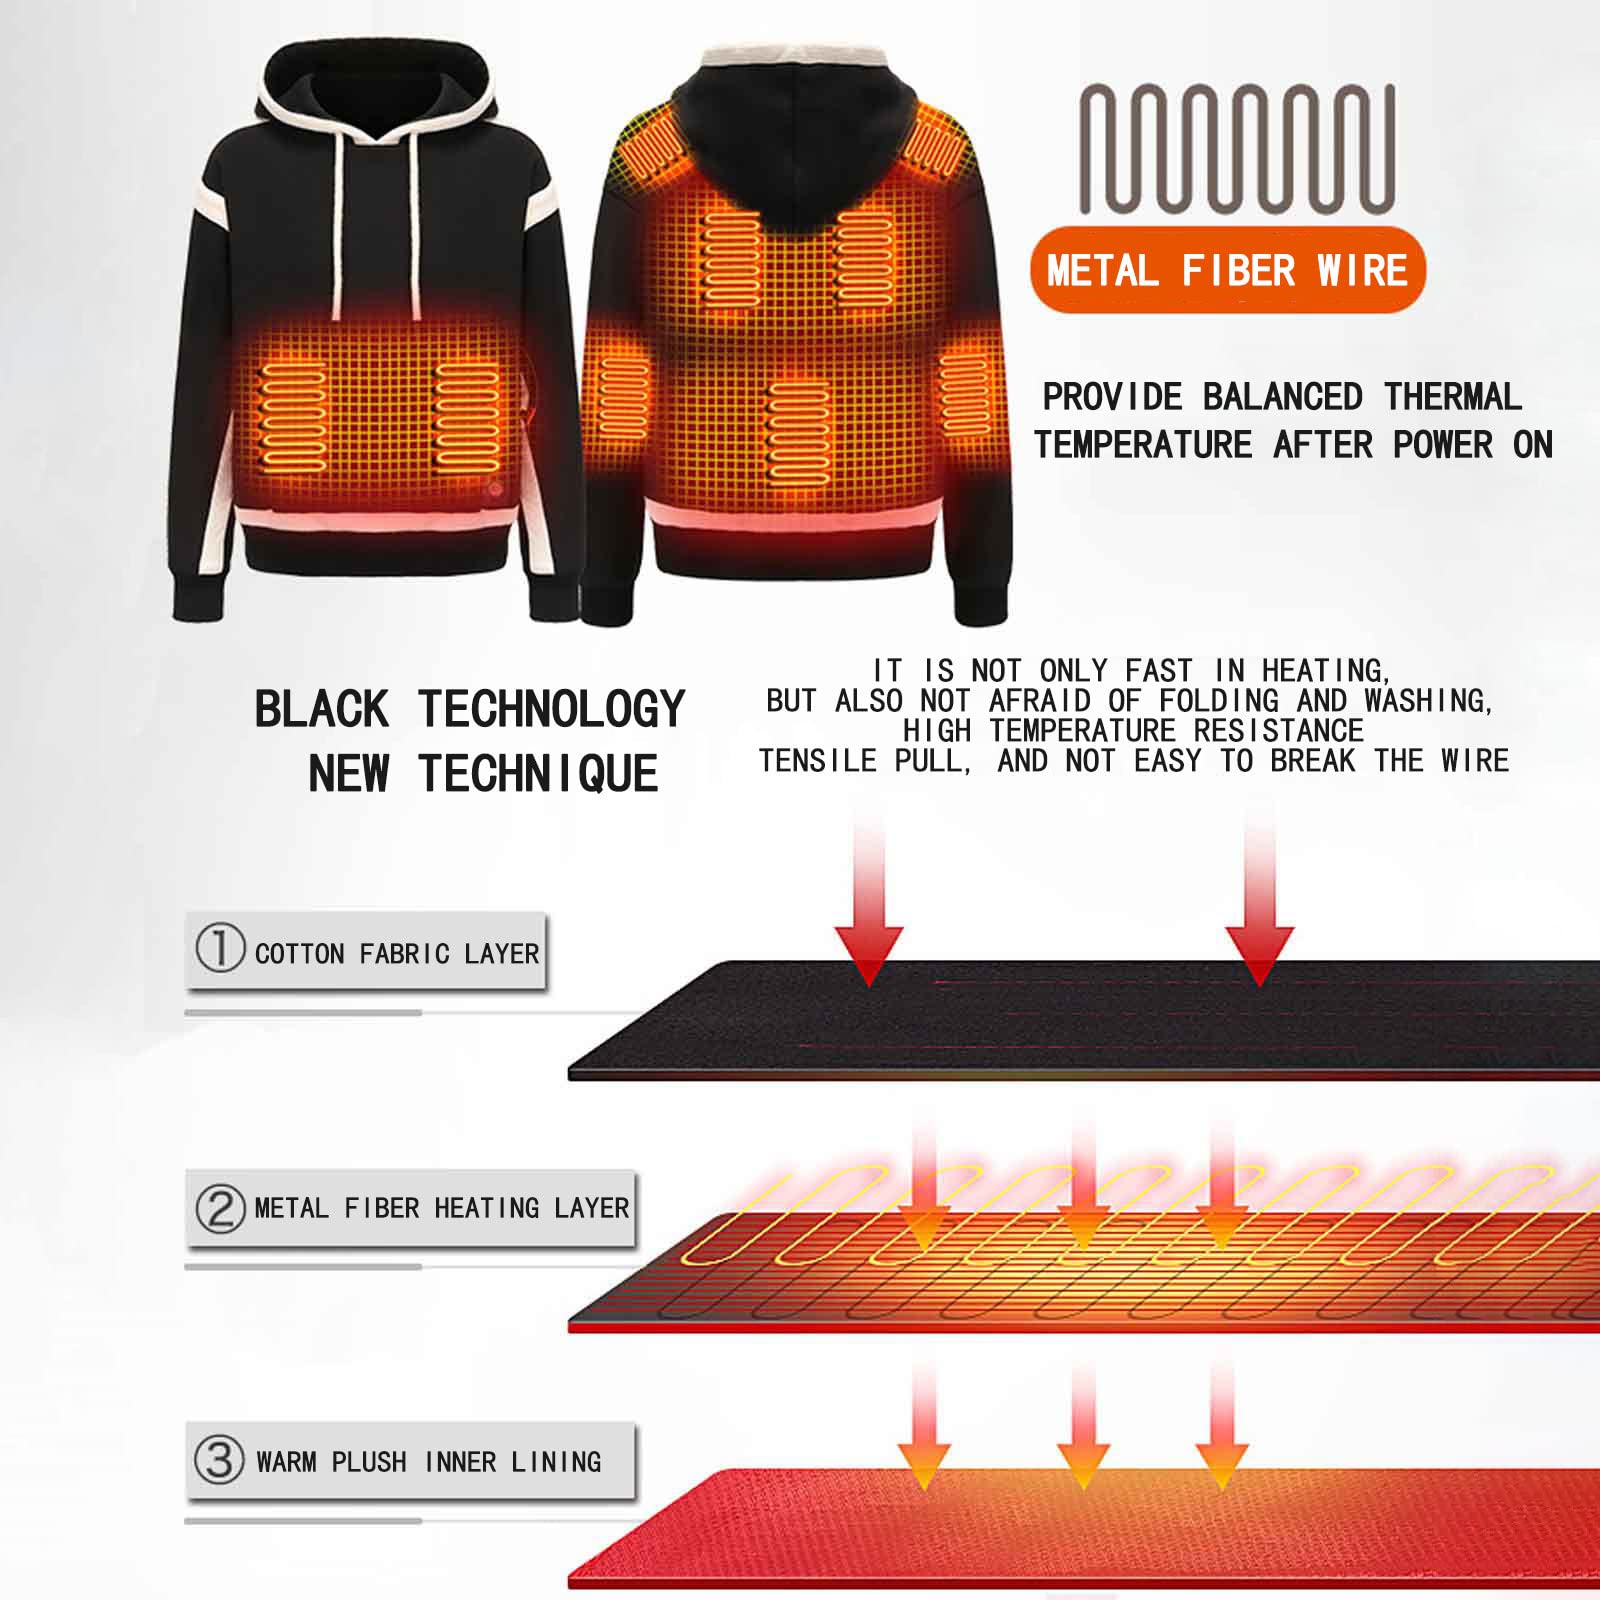 METAL FIBER WIRE
PROVIDE BALANCED THERMAL
TEMPERATURE AFTER POWER ON
BLACK TECHNOLOGY
NEW TECHNIQUE
IT IS NOT ONLY FAST IN HEATING,
BUT ALSO NOT AFRAID OF FOLDING AND WASHING,
HIGH TEMPERATURE RESISTANCE
TENSILE PULL, AND NOT EASY TO BREAK THE WIRE
① COTTON FABRIC LAYER
② METAL FIBER HEATING LAYER
③ WARM PLUSH INNER LINING